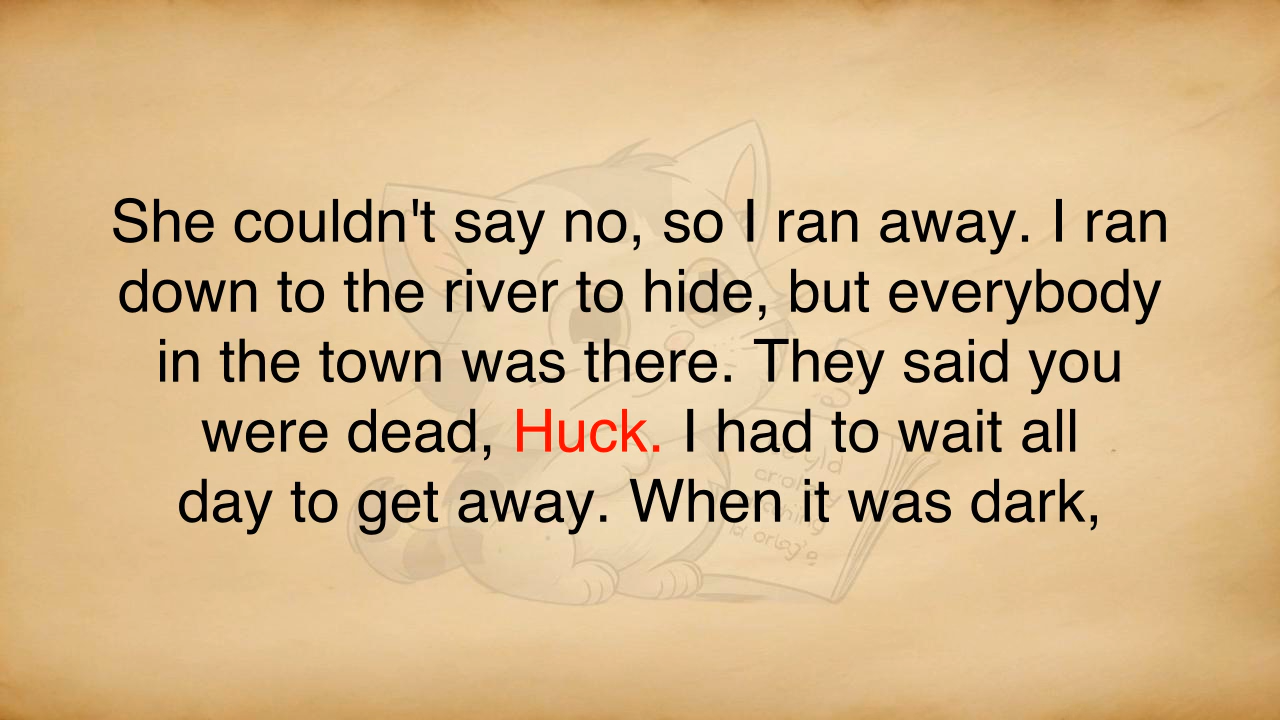 She couldn't say no, so I ran away. I ran
down to the river to hide, but everybody
in the town was there. They said you
were dead, Huck. I had to wait all
day to get away. When it was dark,